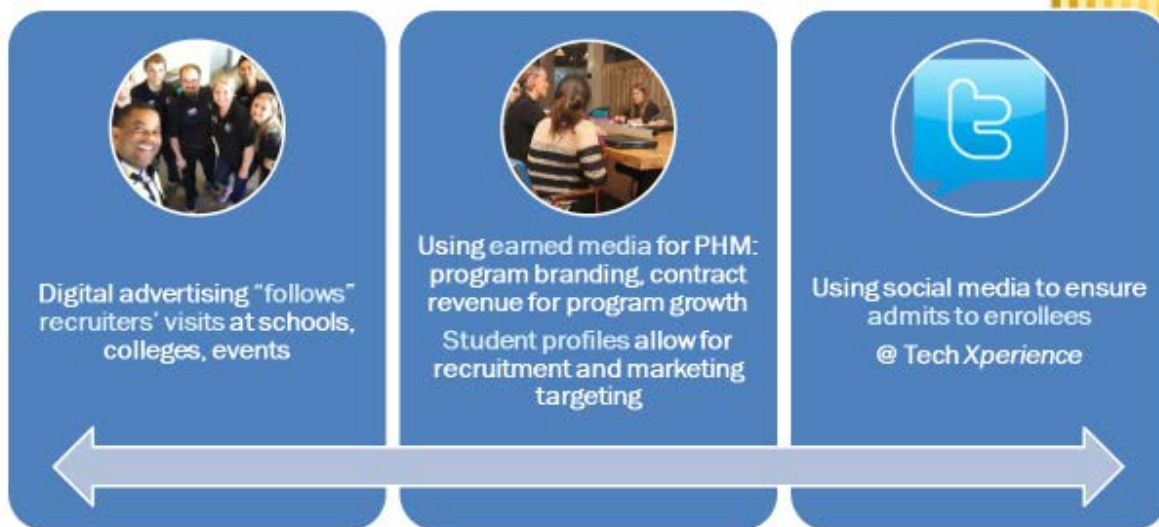 Digital advertising “follows”
recruiters’ visits at schools,
colleges, events
Using earned media for PHM:
program branding, contract
revenue for program growth
Student profiles allow for
recruitment and marketing
targeting
Using social media to ensure
admits to enrollees
@ Tech Xperience